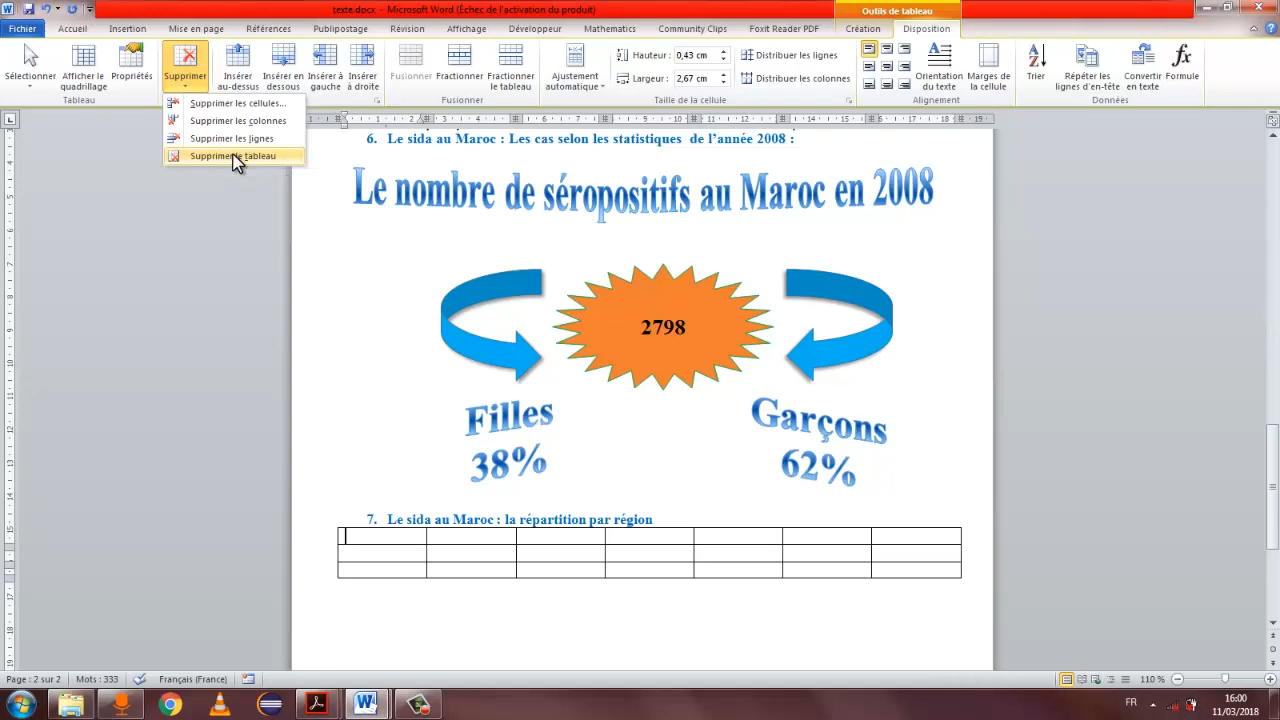 texte.docx - Microsoft Word (Échec de l'activation du produit)
Outils de tableau
Fichier Accueil Insertion Mise en page Références Publipostage Révision Affichage Développeur Mathematics Community Clips Foxit Reader PDF Création Disposition
Sélectionner
Afficher le quadrillage
Propriétés
Supprimer
Insérer au-dessus
Insérer en dessous
Insérer à gauche
Insérer à droite
Fusionner
Fractionner
Fractionner le tableau
Ajustement automatique
Hauteur : 0,43 cm
Largeur : 2,67 cm
Distribuer les lignes
Distribuer les colonnes
Orientation du texte
Marges de la cellule
Trier
Répéter les lignes d'en-tête
Convertir en texte
Formule
Tableau
Fusionner
Taille de la cellule
Alignement
Données
Supprimer les cellules...
Supprimer les colonnes
Supprimer les lignes
Supprimer le tableau
6. Le sida au Maroc : Les cas selon les statistiques de l'année 2008 :
Le nombre de séropositifs au Maroc en 2008
2798
Filles
38%
Garçons
62%
7. Le sida au Maroc : la répartition par région
Page : 2 sur 2 Mots : 333 Français (France) 110 %
FR
16:00
11/03/2018